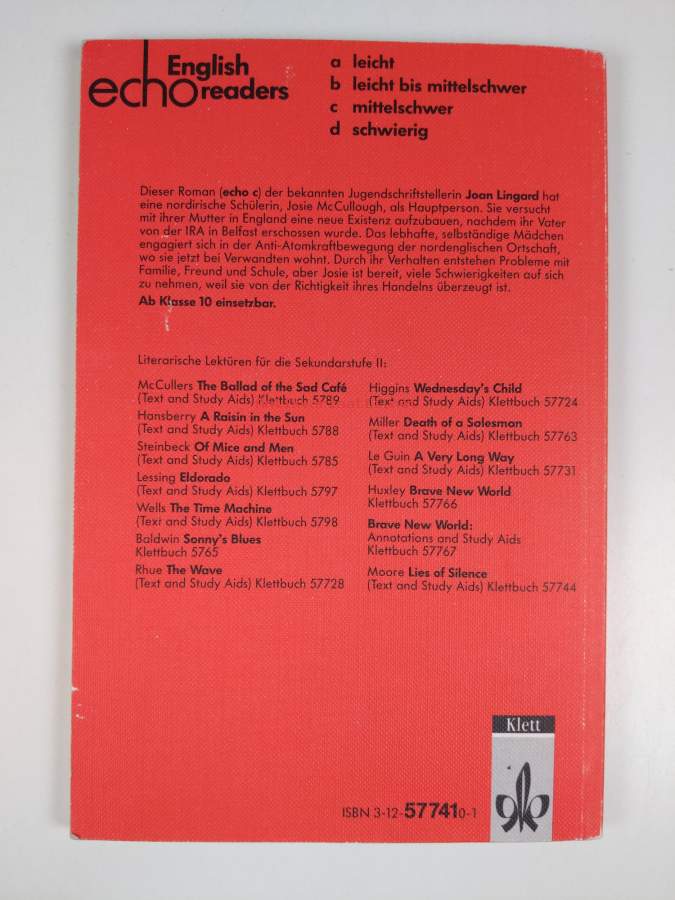 English
echo readers
a leicht
b leicht bis mittelschwer
c mittelschwer
d schwierig
Dieser Roman (echo c) der bekannten Jugendschriftstellerin Joan Lingard hat
eine nordirische Schülerin, Josie McCullough, als Hauptperson. Sie versucht
mit ihrer Mutter in England eine neue Existenz aufzubauen, nachdem ihr Vater
von der IRA in Belfast erschossen wurde. Das lebhafte, selbständige Mädchen
engagiert sich in der Anti-Atomkraftbewegung der nordenglischen Ortschaft,
wo sie jetzt bei Verwandten wohnt. Durch ihr Verhalten entstehen Probleme mit
Familie, Freund und Schule, aber Josie ist bereit, viele Schwierigkeiten auf sich
zu nehmen, weil sie von der Richtigkeit ihres Handelns überzeugt ist.
Ab Klasse 10 einsetzbar.
Literarische Lektüren für die Sekundarstufe II:
McCullers The Ballad of the Sad Café
(Text and Study Aids) Klettbuch 5789
Hansberry A Raisin in the Sun
(Text and Study Aids) Klettbuch 5788
Steinbeck Of Mice and Men
(Text and Study Aids) Klettbuch 5785
Lessing Eldorado
(Text and Study Aids) Klettbuch 5797
Wells The Time Machine
(Text and Study Aids) Klettbuch 5798
Baldwin Sonny's Blues
Klettbuch 5765
Rhue The Wave
(Text and Study Aids) Klettbuch 57728
Higgins Wednesday's Child
(Text and Study Aids) Klettbuch 57724
Miller Death of a Salesman
(Text and Study Aids) Klettbuch 57763
Le Guin A Very Long Way
(Text and Study Aids) Klettbuch 57731
Huxley Brave New World
Klettbuch 57766
Brave New World:
Annotations and Study Aids
Klettbuch 57767
Moore Lies of Silence
(Text and Study Aids) Klettbuch 57744
Klett
ISBN 3-12-577410-1